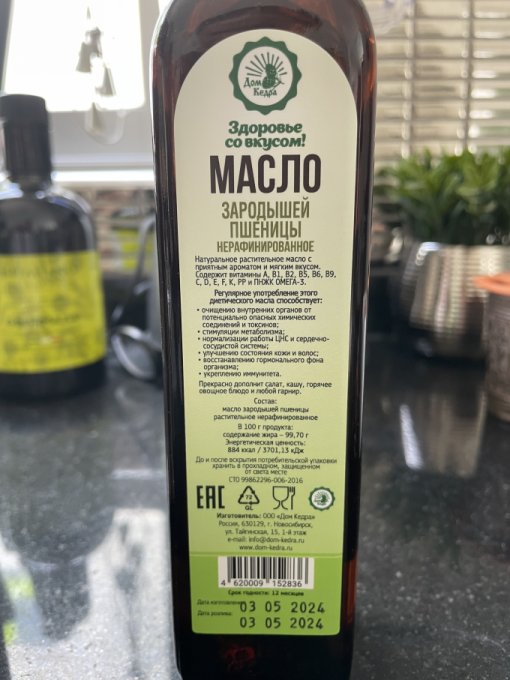 Дом
Кедра
Здоровье
со вкусом!
МАСЛО
ЗАРОДЫШЕЙ
ПШЕНИЦЫ
НЕРАФИНИРОВАННОЕ
Натуральное растительное масло с
приятным ароматом и мягким вкусом.
Содержит витамины А, В1, В2, В5, В6, В9,
С, D, Е, F, К, РР и ПНЖК ОМЕГА-3.
Регулярное употребление этого
диетического масла способствует:
• очищению внутренних органов от
потенциально опасных химических
соединений и токсинов;
• стимуляции метаболизма;
• нормализации работы ЦНС и сердечно-
сосудистой системы;
• улучшению состояния кожи и волос;
• восстановлению гормонального фона
организма;
• укреплению иммунитета.
Прекрасно дополнит салат, кашу, горячее
овощное блюдо и любой гарнир.
Состав:
масло зародышей пшеницы
растительное нерафинированное
В 100 г продукта:
содержание жира – 99,70 г
Энергетическая ценность:
884 ккал / 3701,13 кДж
До и после вскрытия потребительской упаковки
хранить в прохладном, защищенном
от света месте
СТО 99862296-006-2016
EAC
72
GL
Изготовитель: ООО «Дом Кедра»
Россия, 630129, г. Новосибирск,
ул. Тайгинская, 15, 1-й этаж
e-mail: info@dom-kedra.ru
www.dom-kedra.ru
4 620009 152836
Срок годности: 12 месяцев
Дата изготовления: 03 05 2024
Дата розлива: 03 05 2024